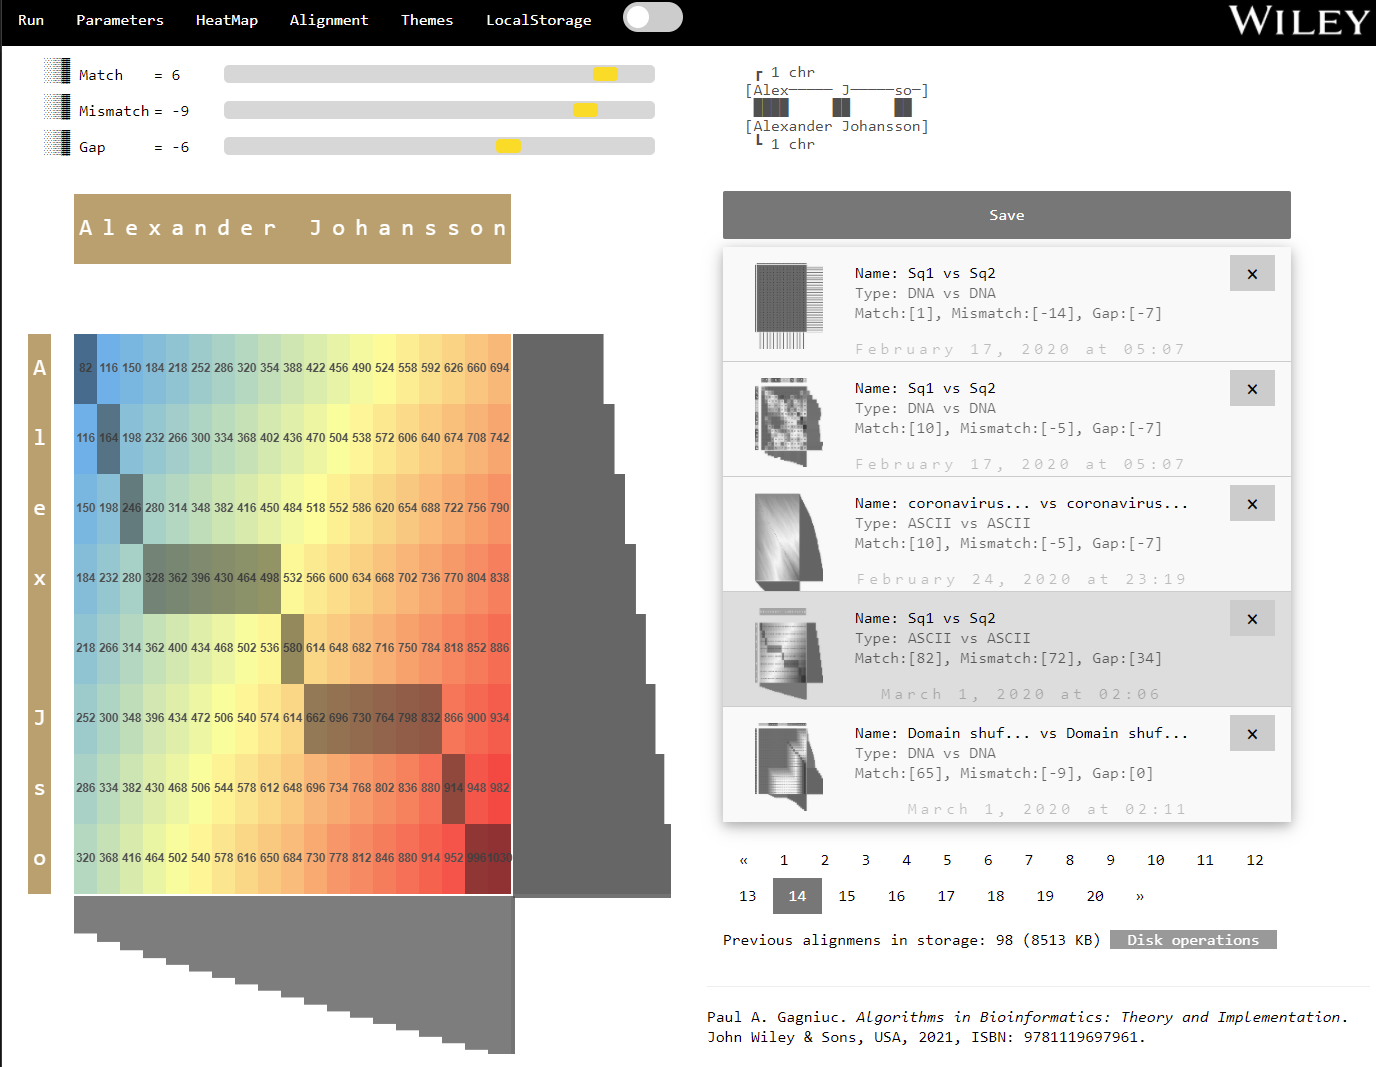 Run Parameters HeatMap Alignment Themes LocalStorage
WILEY
Match = 6
Mismatch = -9
Gap = -6
┏ 1 chr
[Alex───── J─────so─]
[Alexander Johansson]
┗ 1 chr
Alexander Johansson
A 82 116 150 184 218 252 286 320 354 388 422 456 490 524 558 592 626 660 694
l 116 164 198 232 266 300 334 368 402 436 470 504 538 572 606 640 674 708 742
e 150 198 246 280 314 348 382 416 450 484 518 552 586 620 654 688 722 756 790
x 184 232 280 328 362 396 430 464 498 532 566 600 634 668 702 736 770 804 838
218 266 314 362 400 434 468 502 536 580 614 648 682 716 750 784 818 852 886
J 252 300 348 396 434 472 506 540 574 614 662 696 730 764 798 832 866 900 934
s 286 334 382 430 468 506 544 578 612 648 696 734 768 802 836 880 914 948 982
o 320 368 416 464 502 540 578 616 650 684 730 778 812 846 880 914 952 996 1030
Save
Name: Sq1 vs Sq2 ×
Type: DNA vs DNA
Match:[1], Mismatch:[-14], Gap:[-7]
February 17, 2020 at 05:07
Name: Sq1 vs Sq2 ×
Type: DNA vs DNA
Match:[10], Mismatch:[-5], Gap:[-7]
February 17, 2020 at 05:07
Name: coronavirus... vs coronavirus... ×
Type: ASCII vs ASCII
Match:[10], Mismatch:[-5], Gap:[-7]
February 24, 2020 at 23:19
Name: Sq1 vs Sq2 ×
Type: ASCII vs ASCII
Match:[82], Mismatch:[72], Gap:[34]
March 1, 2020 at 02:06
Name: Domain shuf... vs Domain shuf... ×
Type: DNA vs DNA
Match:[65], Mismatch:[-9], Gap:[0]
March 1, 2020 at 02:11
« 1 2 3 4 5 6 7 8 9 10 11 12
13 14 15 16 17 18 19 20 »
Previous alignmens in storage: 98 (8513 KB) Disk operations
Paul A. Gagniuc. Algorithms in Bioinformatics: Theory and Implementation.
John Wiley & Sons, USA, 2021, ISBN: 9781119697961.